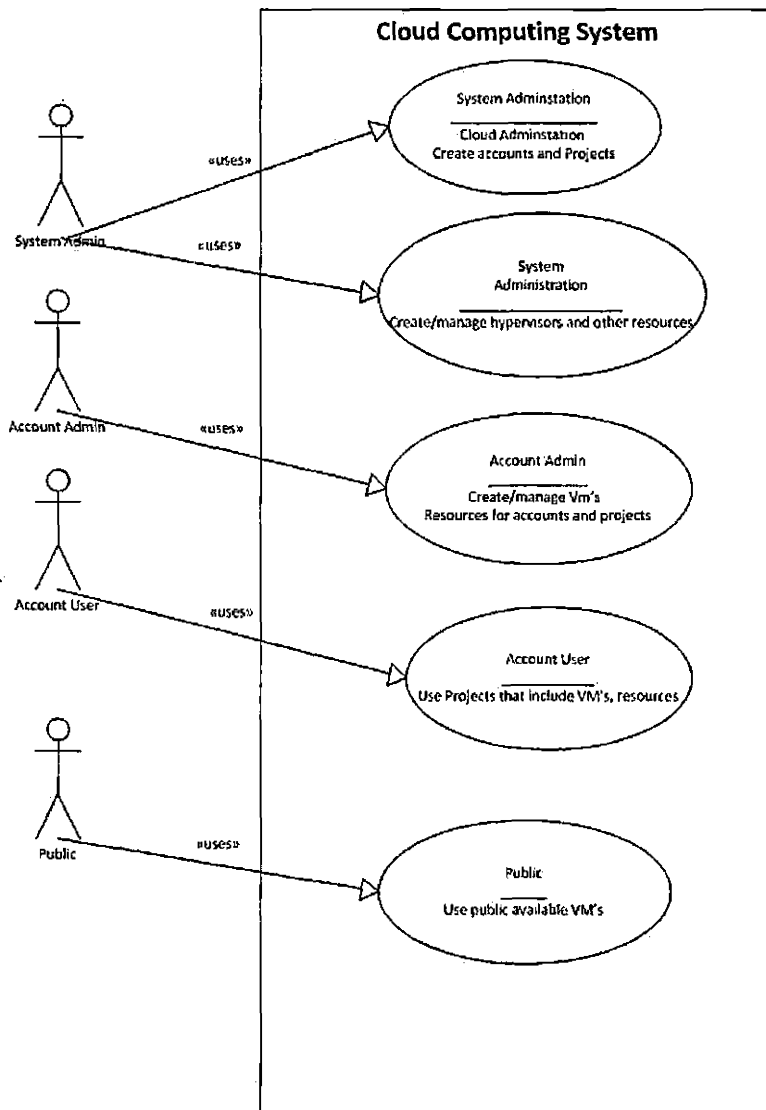 Cloud Computing System
System Adminstation
Cloud Adminstation
Create accounts and Projects
«uses»
System Admin
«uses»
System
Administration
Create/manage hypervisors and other resources
Account Admin
«uses»
Account Admin
Create/manage Vm's
Resources for accounts and projects
Account User
«uses»
Account User
Use Projects that include VM's, resources
Public
«uses»
Public
Use public available VM's